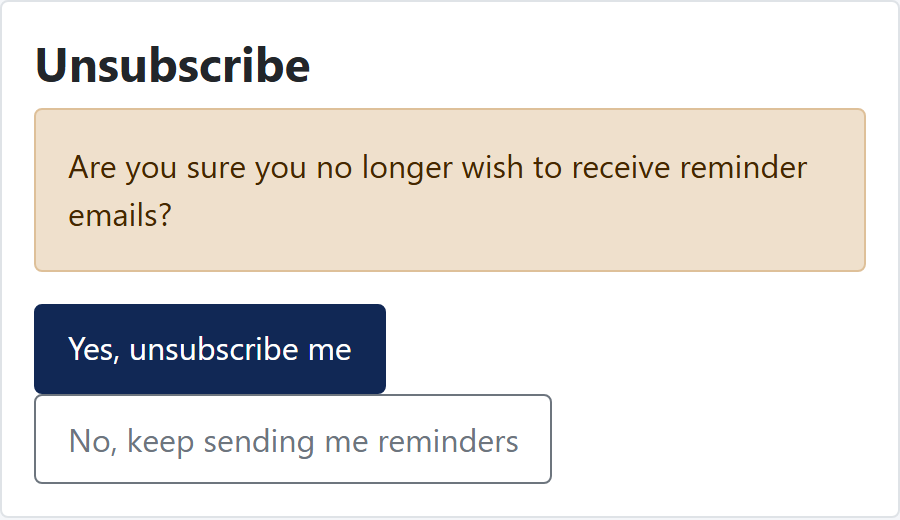 Unsubscribe
Are you sure you no longer wish to receive reminder
emails?
Yes, unsubscribe me
No, keep sending me reminders